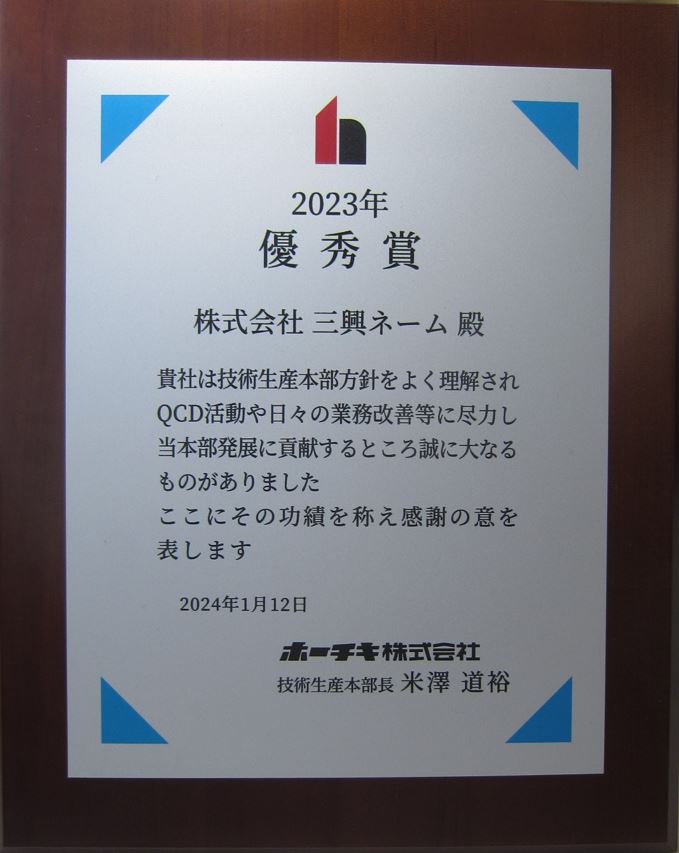 2023年
優秀賞
株式会社 三興ネーム 殿
貴社は技術生産本部方針をよく理解され
QCD活動や日々の業務改善等に尽力し
当本部発展に貢献するところ誠に大なる
ものがありました
ここにその功績を称え感謝の意を
表します
2024年1月12日
ホーチキ株式会社
技術生産本部長 米澤 道裕